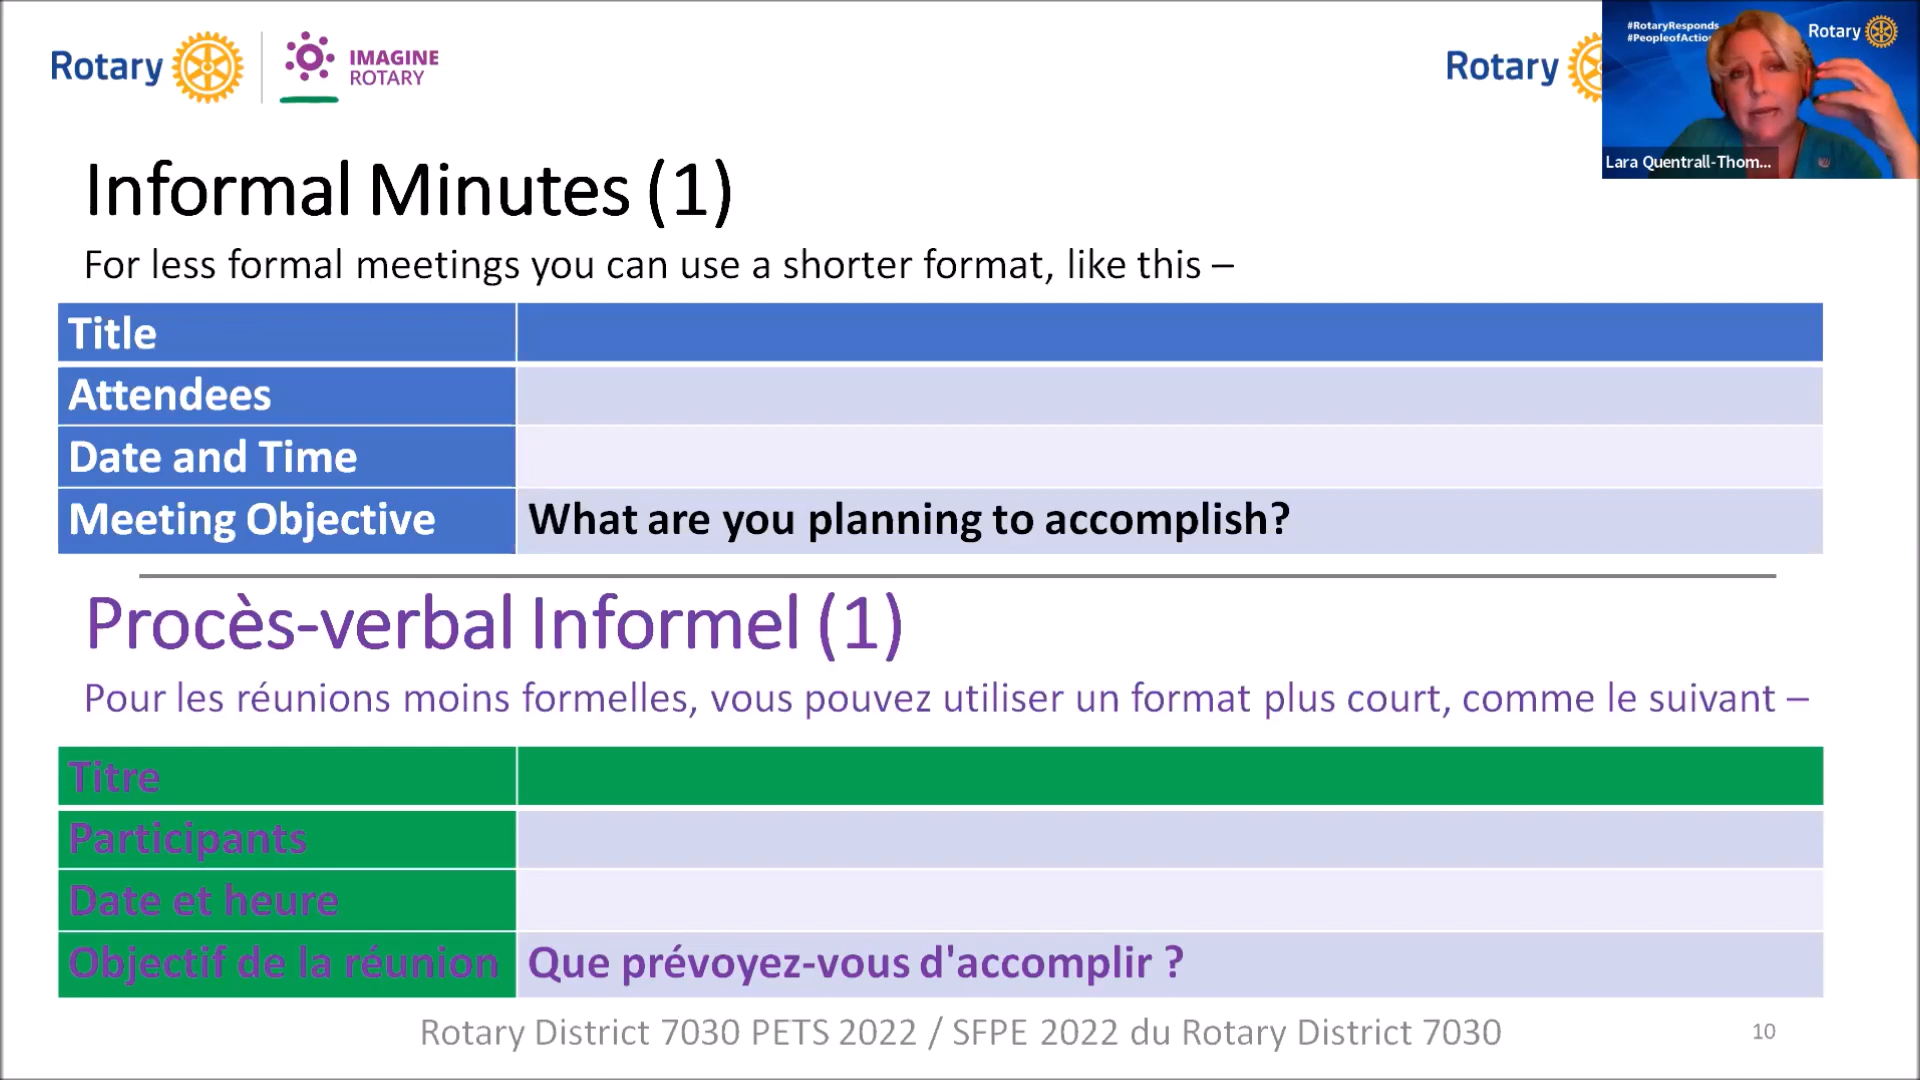 Rotary
IMAGINE
ROTARY
Rotary
#RotaryResponds
#PeopleofActio
Rotary
Lara Quentrall-Thom...
Informal Minutes (1)
For less formal meetings you can use a shorter format, like this –
Title
Attendees
Date and Time
Meeting Objective What are you planning to accomplish?
Procès-verbal Informel (1)
Pour les réunions moins formelles, vous pouvez utiliser un format plus court, comme le suivant –
Titre
Participants
Date et heure
Objectif de la réunion Que prévoyez-vous d'accomplir ?
Rotary District 7030 PETS 2022 / SFPE 2022 du Rotary District 7030 10